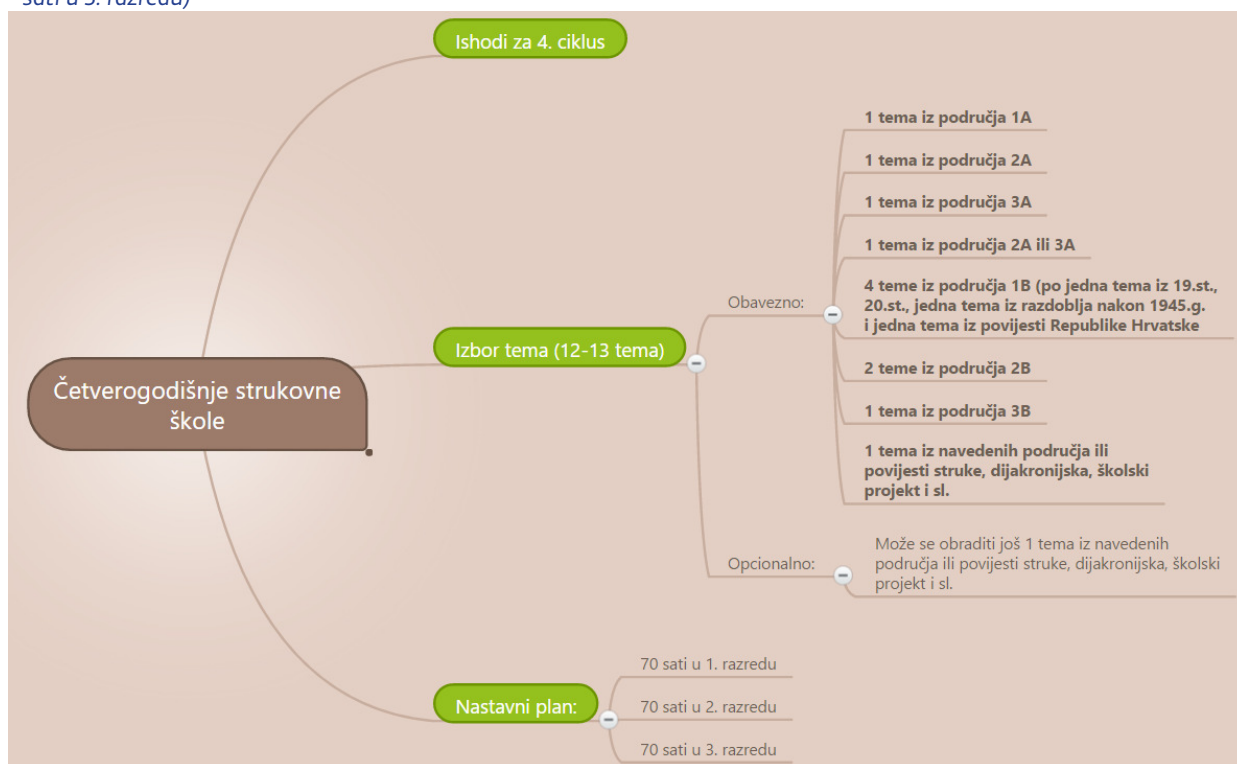 sati u 3. razredu)
Ishodi za 4. ciklus
1 tema iz područja 1A
1 tema iz područja 2A
1 tema iz područja 3A
1 tema iz područja 2A ili 3A
Obavezno:
4 teme iz područja 1B (po jedna tema iz 19.st.,
20.st., jedna tema iz razdoblja nakon 1945.g.
i jedna tema iz povijesti Republike Hrvatske
Izbor tema (12-13 tema)
2 teme iz područja 2B
Četverogodišnje strukovne
škole
1 tema iz područja 3B
1 tema iz navedenih područja ili
povijesti struke, dijakronijska, školski
projekt i sl.
Opcionalno:
Može se obraditi još 1 tema iz navedenih
područja ili povijesti struke, dijakronijska, školski
projekt i sl.
Nastavni plan:
70 sati u 1. razredu
70 sati u 2. razredu
70 sati u 3. razredu